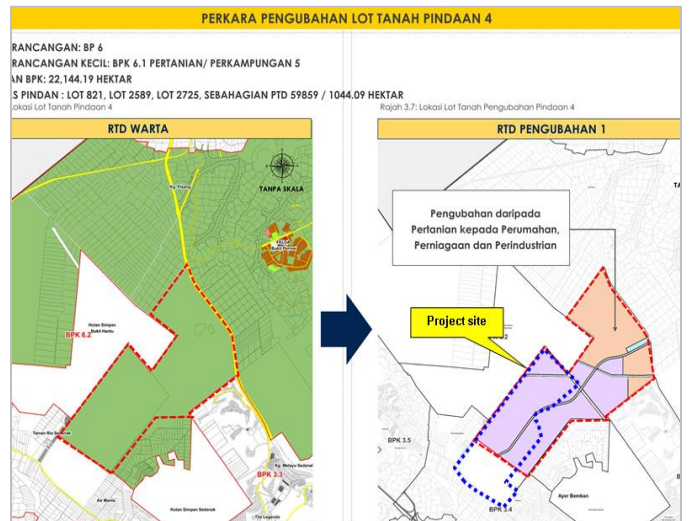 PERKARA PENGUBAHAN LOT TANAH PINDAAN 4
RANCANGAN: BP 6
RANCANGAN KECIL: BPK 6.1 PERTANIAN/ PERKAMPUNGAN 5
AN BPK: 22,144.19 HEKTAR
S PINDAN : LOT 821, LOT 2589, LOT 2725, SEBAHAGIAN PTD 59859 / 1044.09 HEKTAR
okasi Lot Tanah Pindaan 4
Rajah 3.7: Lokasi Lot Tanah Pengubahan Pindaan 4
RTD WARTA
RTD PENGUBAHAN 1
TANPA SKALA
Kg. Pisang
FELDA
Bukit Permai
Hutan Simpan
Bukit Hantu
BPK 6.2
Taman Ria Sedenak
Air Manis
Hutan Simpan Sedenak
Kg. Melayu Sedenak
BPK 3.3
The Legends
TA
Pengubahan daripada
Pertanian kepada Perumahan,
Perniagaan dan Perindustrian
Project site
BPK 3.5
BPK 3.4
Ayer Bemban